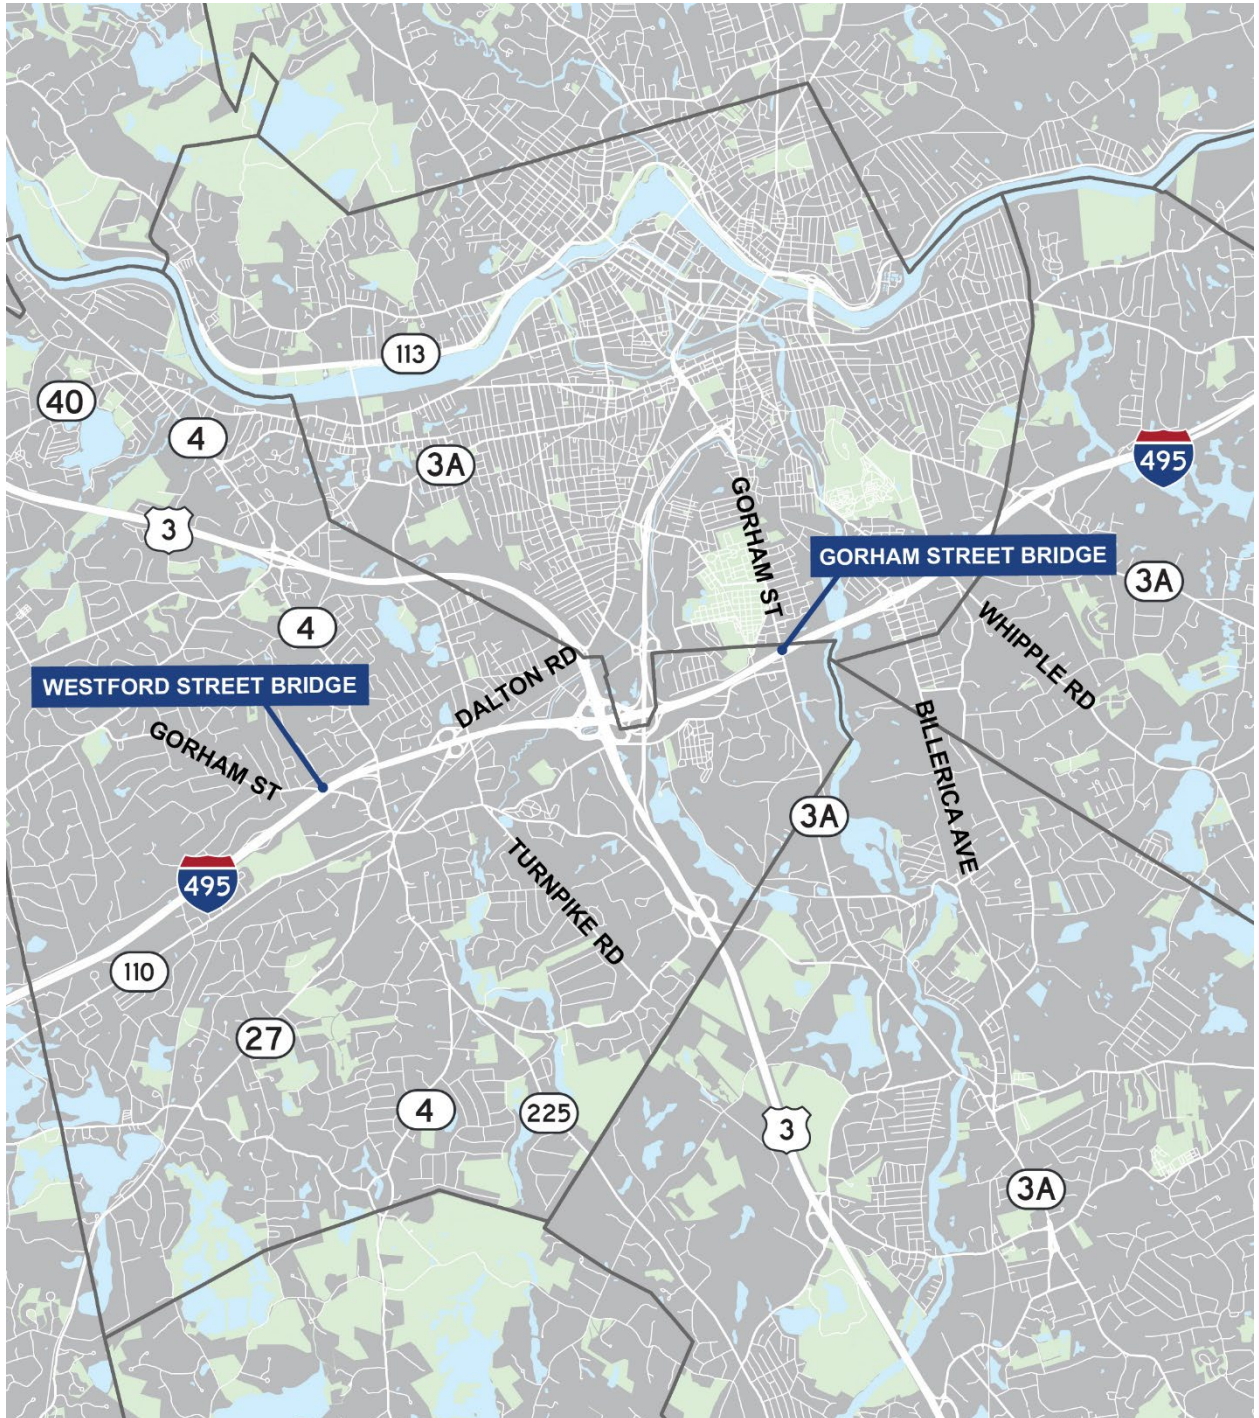 113
40
4
3A
495
GORHAM ST
3
GORHAM STREET BRIDGE
3A
4
WHIPPLE RD
DALTON RD
WESTFORD STREET BRIDGE
BILLERICA AVE
GORHAM ST
3A
TURNPIKE RD
495
110
27
4
225
3
3A